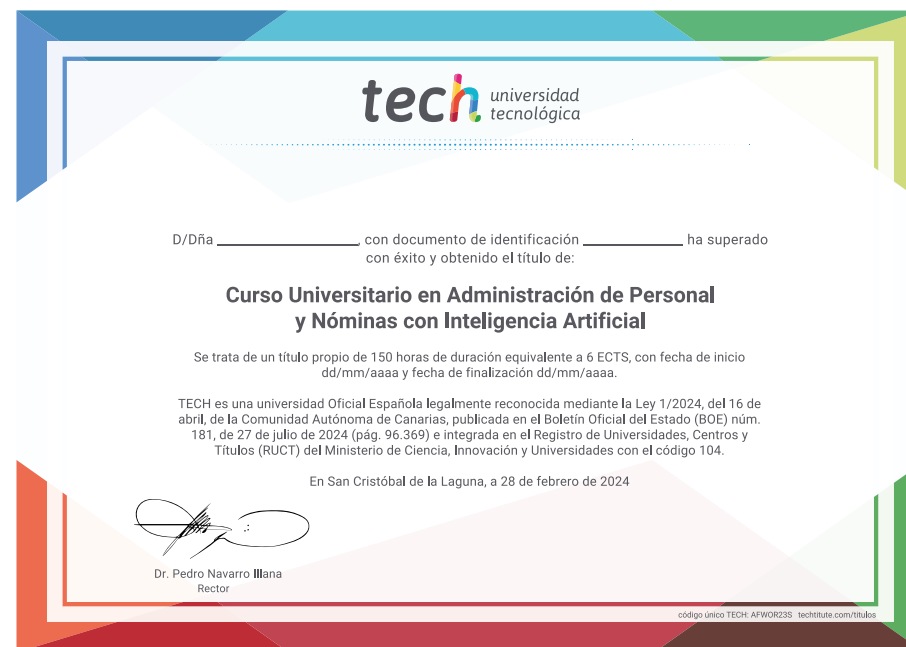 tech universidad
tecnológica
D/Dña ____________________, con documento de identificación ______________ ha superado
con éxito y obtenido el título de:
Curso Universitario en Administración de Personal
y Nóminas con Inteligencia Artificial
Se trata de un título propio de 150 horas de duración equivalente a 6 ECTS, con fecha de inicio
dd/mm/aaaa y fecha de finalización dd/mm/aaaa.
TECH es una universidad Oficial Española legalmente reconocida mediante la Ley 1/2024, del 16 de
abril, de la Comunidad Autónoma de Canarias, publicada en el Boletín Oficial del Estado (BOE) núm.
181, de 27 de julio de 2024 (pág. 96.369) e integrada en el Registro de Universidades, Centros y
Títulos (RUCT) del Ministerio de Ciencia, Innovación y Universidades con el código 104.
En San Cristóbal de la Laguna, a 28 de febrero de 2024
Dr. Pedro Navarro Illana
Rector
código único TECH: AFWOR23S techtitute.com/titulos